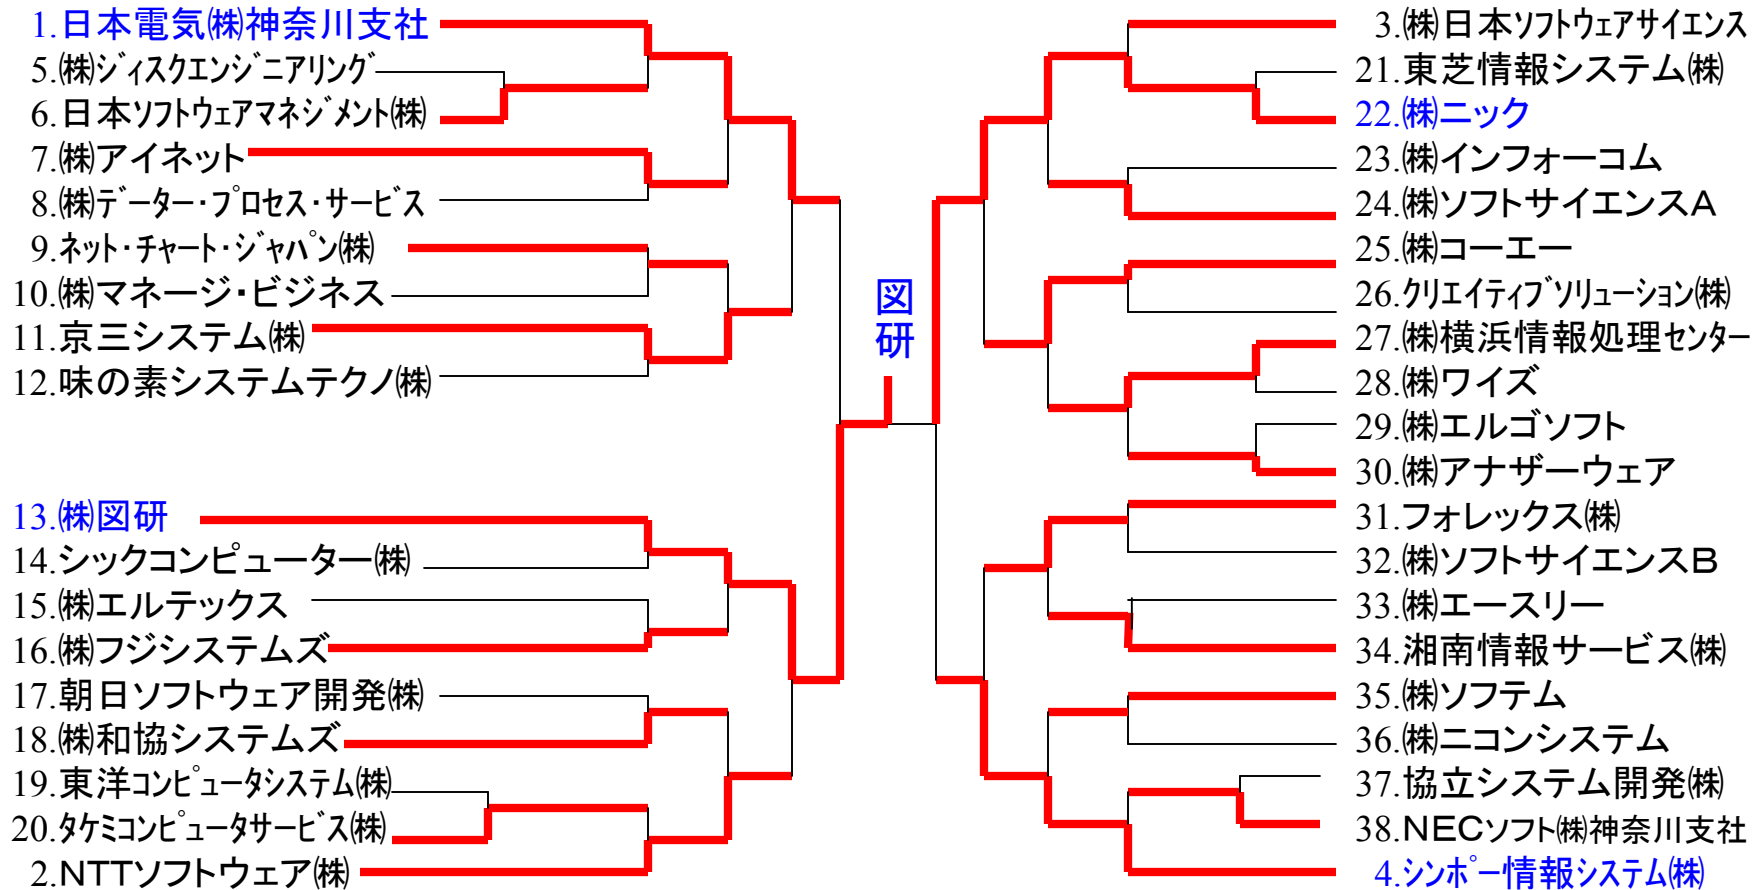 1.日本電気㈱神奈川支社
5.㈱ｼﾞｨｽｸｴﾝｼﾞﾆｱﾘﾝｸﾞ
6.日本ｿﾌﾄｳｪｱﾏﾈｼﾞﾒﾝﾄ㈱
7.㈱アイネット
8.㈱ﾃﾞｰﾀｰ･ﾌﾟﾛｾｽ･ｻｰﾋﾞｽ
9.ﾈｯﾄ･ﾁｬｰﾄ･ｼﾞｬﾊﾟﾝ㈱
10.㈱マネージ・ビジネス
11.京三システム㈱
12.味の素システムテクノ㈱
13.㈱図研
14.シックコンピューター㈱
15.㈱エルテックス
16.㈱フジシステムズ
17.朝日ソフトウェア開発㈱
18.㈱和協システムズ
19.東洋ｺﾝﾋﾟｭｰﾀｼｽﾃﾑ㈱
20.ﾀｹﾐｺﾝﾋﾟｭｰﾀｻｰﾋﾞｽ㈱
2.NTTソフトウェア㈱
図研
3.㈱日本ｿﾌﾄｳｪｱｻｲｴﾝｽ
21.東芝情報システム㈱
22.㈱ニック
23.㈱インフォーコム
24.㈱ソフトサイエンスA
25.㈱コーエー
26.ｸﾘｴｲﾃｨﾌﾞｿﾘｭｰｼｮﾝ㈱
27.㈱横浜情報処理ｾﾝﾀｰ
28.㈱ワイズ
29.㈱エルゴソフト
30.㈱アナザーウェア
31.フォレックス㈱
32.㈱ソフトサイエンスB
33.㈱エースリー
34.湘南情報サービス㈱
35.㈱ソフテム
36.㈱ニコンシステム
37.協立システム開発㈱
38.NECソフト㈱神奈川支社
4.ｼﾝﾎﾟｰ情報ｼｽﾃﾑ㈱